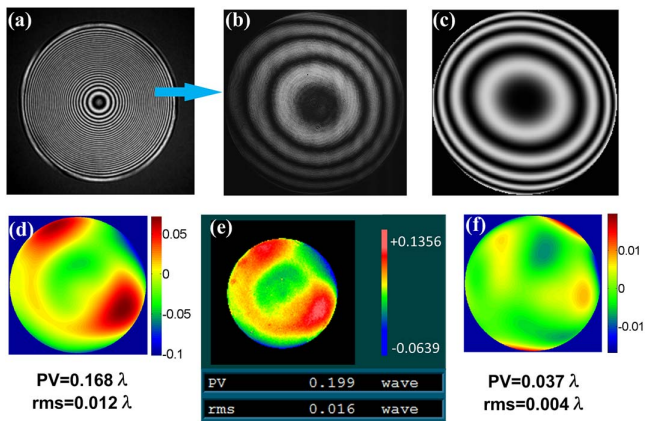 (a)
(b)
(c)
(d)
0.05
0
-0.05
-0.1
PV=0.168 λ
rms=0.012 λ
(e)
+0.1356
-0.0639
PV 0.199 wave
rms 0.016 wave
(f)
0.01
0
-0.01
PV=0.037 λ
rms=0.004 λ